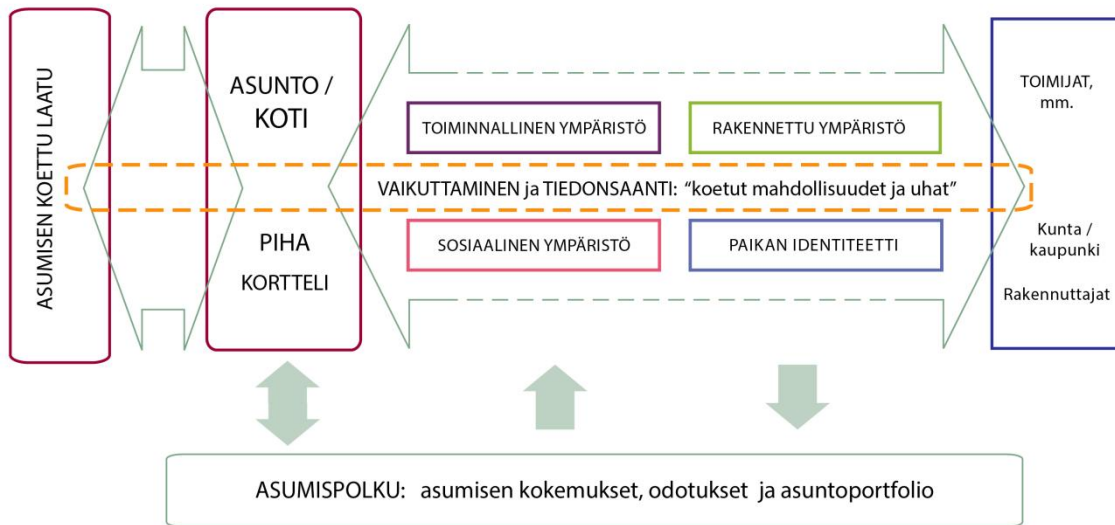 ASUMISEN KOETTU LAATU
ASUNTO /
KOTI
PIHA
KORTTELI
TOIMINNALLINEN YMPÄRISTÖ
RAKENNETTU YMPÄRISTÖ
VAIKUTTAMINEN ja TIEDONSAANTI: “koetut mahdollisuudet ja uhat”
SOSIAALINEN YMPÄRISTÖ
PAIKAN IDENTITEETTI
TOIMIJAT,
mm.
Kunta /
kaupunki
Rakennuttajat
ASUMISPOLKU: asumisen kokemukset, odotukset ja asuntoportfolio